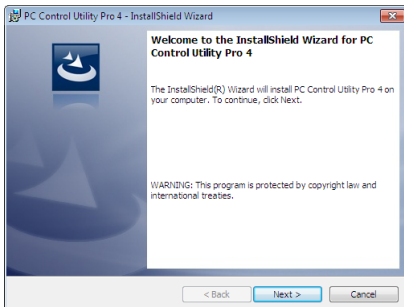 PC Control Utility Pro 4 - InstallShield Wizard
Welcome to the InstallShield Wizard for PC
Control Utility Pro 4
The InstallShield(R) Wizard will install PC Control Utility Pro 4 on
your computer. To continue, click Next.
WARNING: This program is protected by copyright law and
international treaties.
< Back
Next >
Cancel